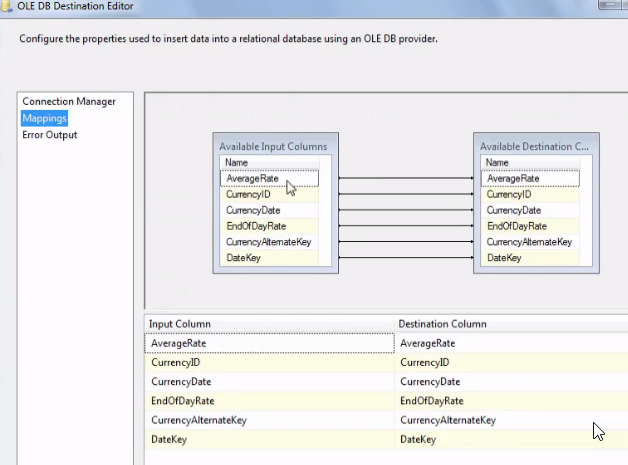 OLE DB Destination Editor
Configure the properties used to insert data into a relational database using an OLE DB provider.
Connection Manager
Mappings
Error Output
Available Input Columns
Name
AverageRate
CurrencyID
CurrencyDate
EndOfDayRate
CurrencyAlternateKey
DateKey
Available Destination C...
Name
AverageRate
CurrencyID
CurrencyDate
EndOfDayRate
CurrencyAlternateKey
DateKey
Input Column Destination Column
AverageRate AverageRate
CurrencyID CurrencyID
CurrencyDate CurrencyDate
EndOfDayRate EndOfDayRate
CurrencyAlternateKey CurrencyAlternateKey
DateKey DateKey